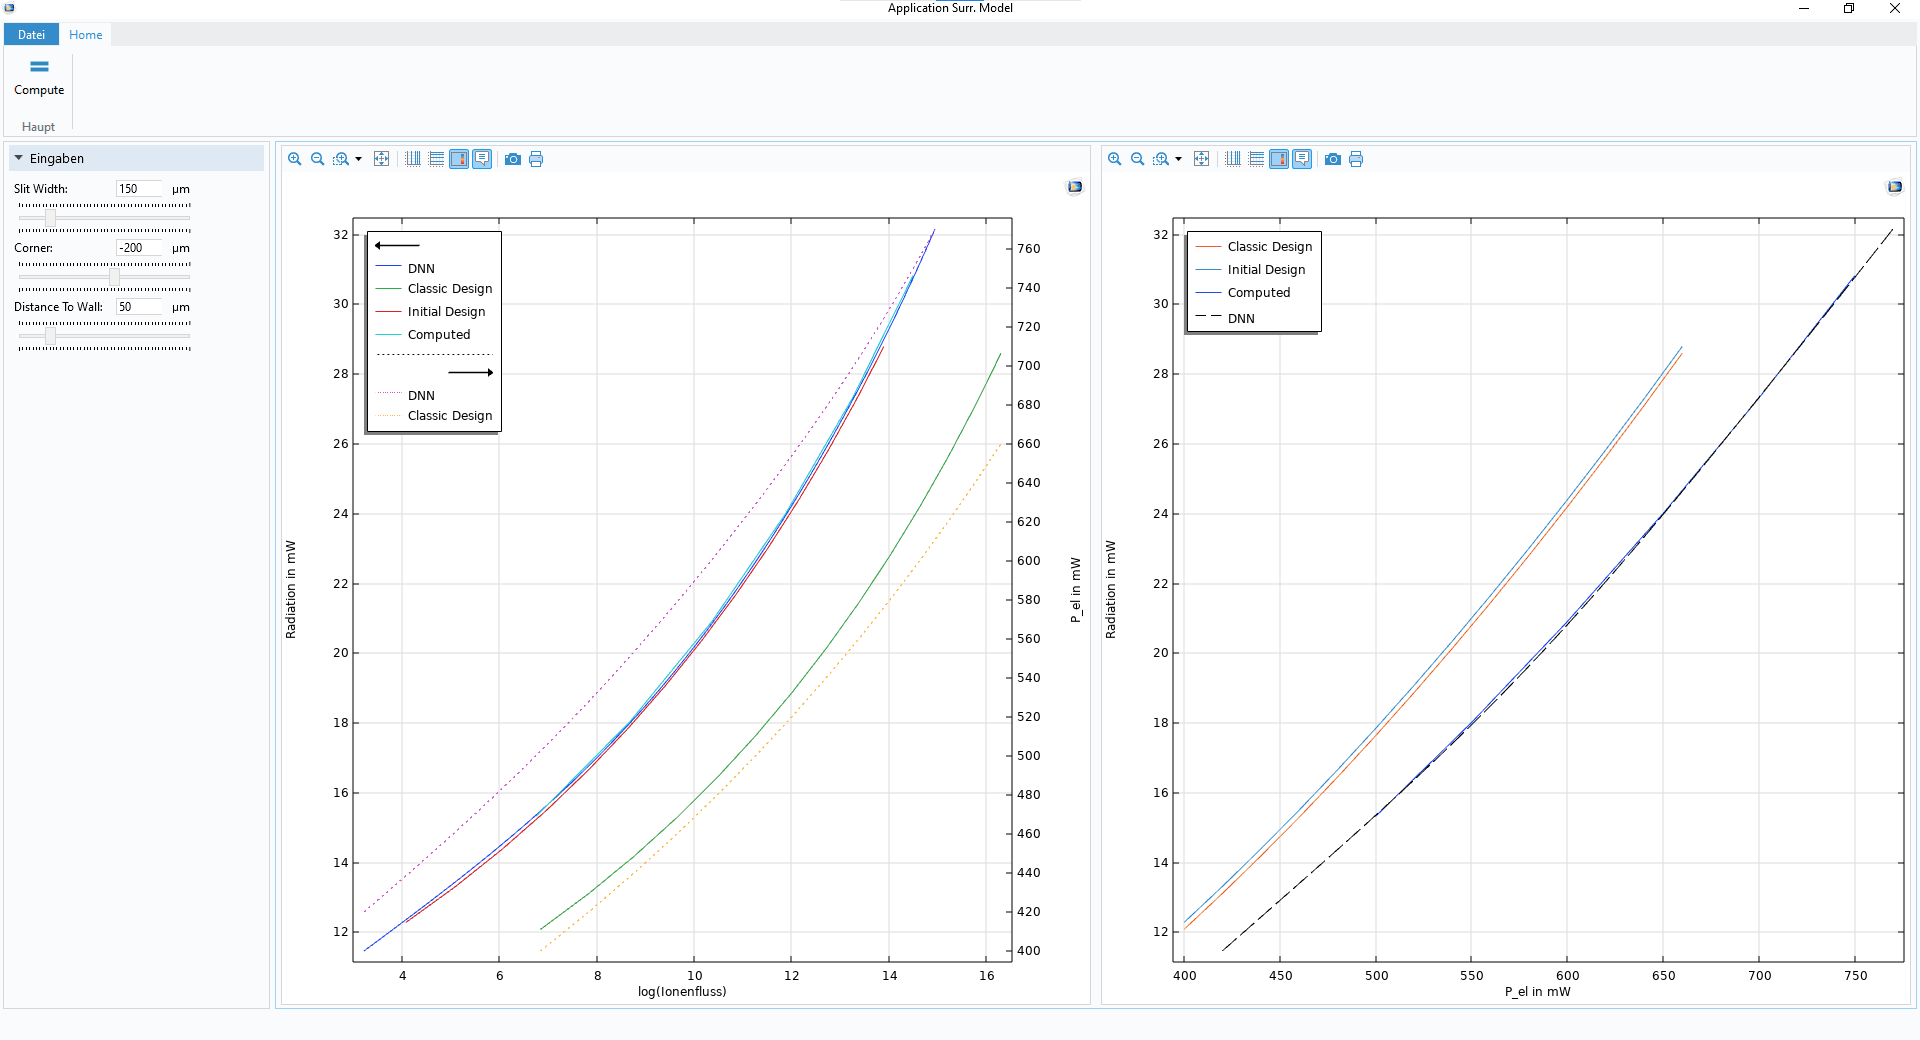 Application Surr. Model
Datei Home
Compute
Haupt
Eingaben
Slit Width: 150 µm
Corner: -200 µm
Distance To Wall: 50 µm
DNN
Classic Design
Initial Design
Computed
DNN
Classic Design
32
30
28
26
24
22
20
18
16
14
12
Radiation in mW
4 6 8 10 12 14 16
log(Ionenfluss)
760
740
720
700
680
660
640
620
600
580
560
540
520
500
480
460
440
420
400
P_el in mW
Classic Design
Initial Design
Computed
DNN
32
30
28
26
24
22
20
18
16
14
12
Radiation in mW
400 450 500 550 600 650 700 750
P_el in mW